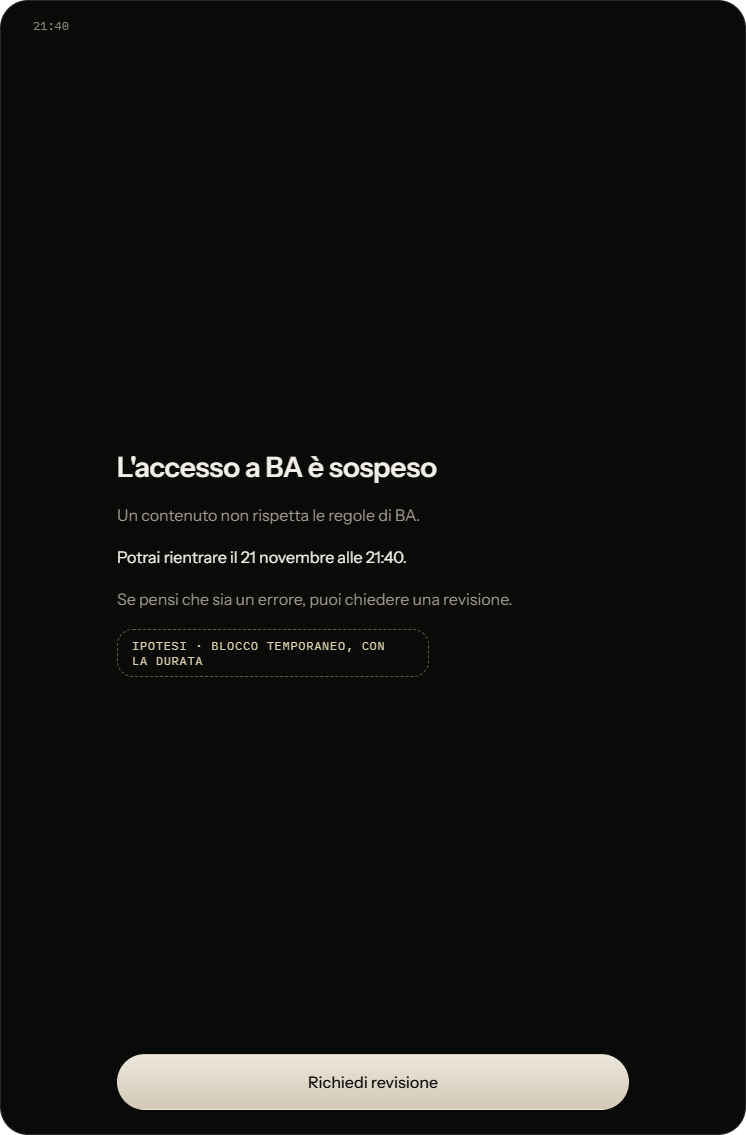 21:40
L'accesso a BA è sospeso
Un contenuto non rispetta le regole di BA.
Potrai rientrare il 21 novembre alle 21:40.
Se pensi che sia un errore, puoi chiedere una revisione.
IPOTESI · BLOCCO TEMPORANEO, CON
LA DURATA
Richiedi revisione